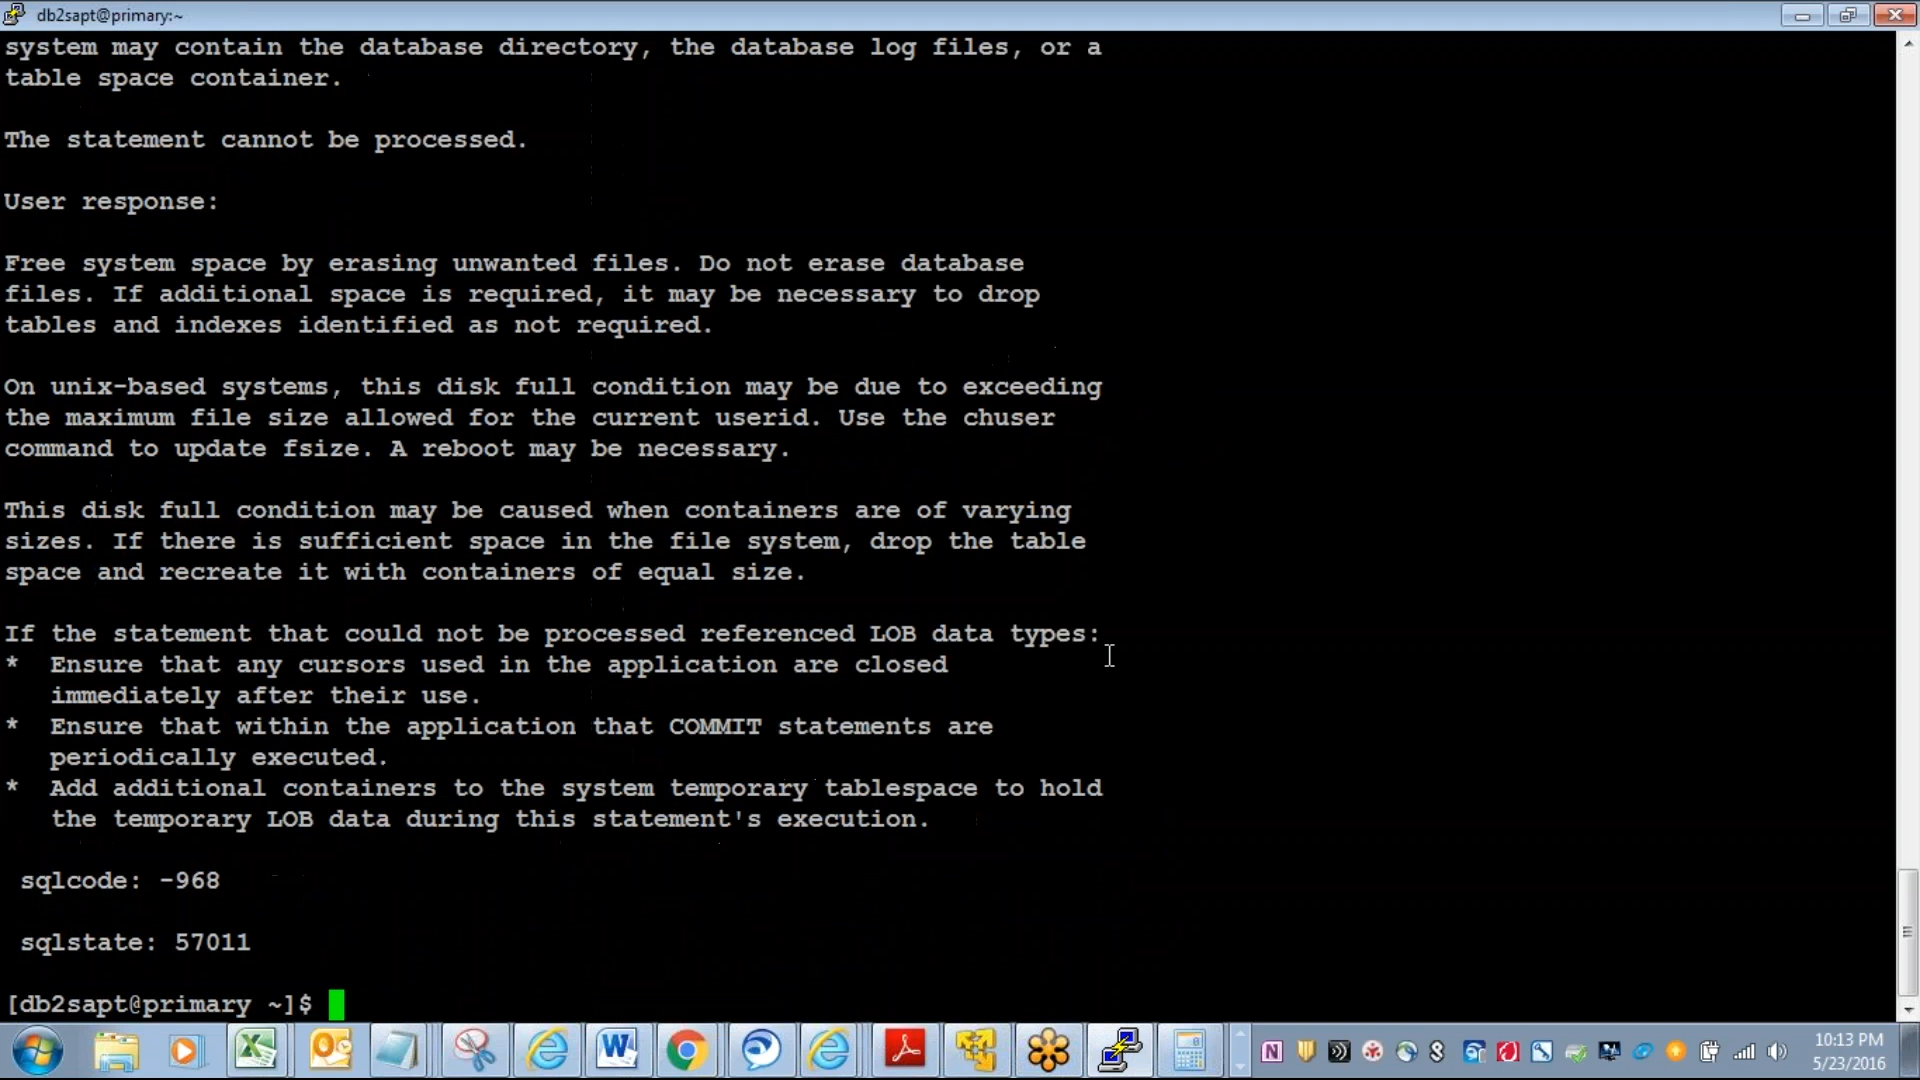 db2sapt@primary:~
system may contain the database directory, the database log files, or a
table space container.
The statement cannot be processed.
User response:
Free system space by erasing unwanted files. Do not erase database
files. If additional space is required, it may be necessary to drop
tables and indexes identified as not required.
On unix-based systems, this disk full condition may be due to exceeding
the maximum file size allowed for the current userid. Use the chuser
command to update fsize. A reboot may be necessary.
This disk full condition may be caused when containers are of varying
sizes. If there is sufficient space in the file system, drop the table
space and recreate it with containers of equal size.
If the statement that could not be processed referenced LOB data types:
* Ensure that any cursors used in the application are closed
immediately after their use.
* Ensure that within the application that COMMIT statements are
periodically executed.
* Add additional containers to the system temporary tablespace to hold
the temporary LOB data during this statement's execution.
sqlcode: -968
sqlstate: 57011
[db2sapt@primary ~]$
10:13 PM
5/23/2016